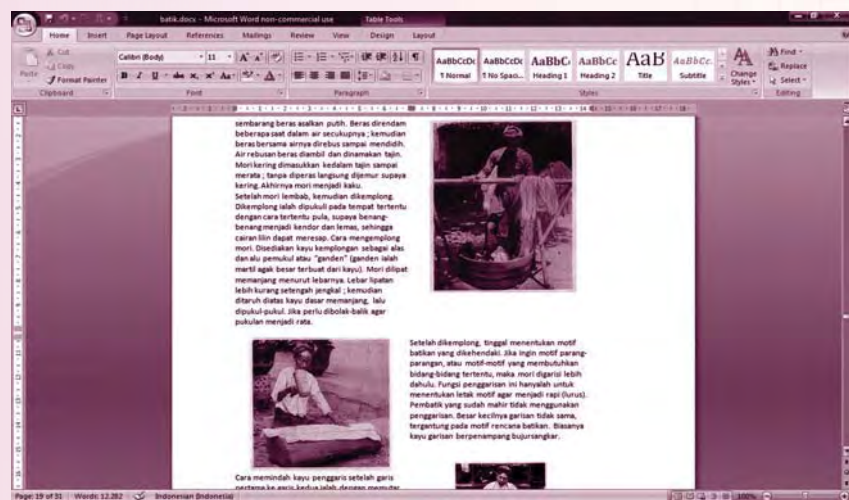 batik.docx - Microsoft Word non-commercial use
Table Tools
Home Insert Page Layout References Mailings Review View Design Layout
Paste
Cut
Copy
Format Painter
Clipboard
Calibri (Body) 11
Font
Paragraph
AaBbCcDc AaBbCcDc AaBbC AaBbCc AaB AaBbCc
¶ Normal ¶ No Spaci... Heading 1 Heading 2 Title Subtitle
Change
Styles
Styles
Find
Replace
Select
Editing
sembarang beras asalkan putih. Beras direndam
beberapa saat dalam air secukupnya ; kemudian
beras bersama airnya direbus sampai mendidih.
Air rebusan beras diambil dan dinamakan tajin.
Mori kering dimasukkan kedalam tajin sampai
merata ; tanpa diperas langsung dijemur supaya
kering. Akhirnya mori menjadi kaku.
Setelah mori lembab, kemudian dikemplong.
Dikemplong ialah dipukuli pada tempat tertentu
dengan cara tertentu pula, supaya benang-
benang menjadi kendor dan lemas, sehingga
cairan lilin dapat meresap. Cara mengemplong
mori. Disediakan kayu kemplongan sebagai alas
dan alu pemukul atau "ganden" (ganden ialah
martil agak besar terbuat dari kayu). Mori dilipat
memanjang menurut lebarnya. Lebar lipatan
lebih kurang setengah jengkal ; kemudian
ditaruh diatas kayu dasar memanjang, lalu
dipukul-pukul. Jika perlu dibolak-balik agar
pukulan menjadi rata.
Setelah dikemplong, tinggal menentukan motif
batikan yang dikehendaki. Jika ingin motif parang-
parangan, atau motif-motif yang membutuhkan
bidang-bidang tertentu, maka mori digarisi lebih
dahulu. Fungsi penggarisan ini hanyalah untuk
menentukan letak motif agar menjadi rapi (lurus).
Pembatik yang sudah mahir tidak menggunakan
penggarisan. Besar kecilnya garisan tidak sama,
tergantung pada motif rencana batikan. Biasanya
kayu garisan berpenampang bujursangkar.
Cara memindah kayu penggaris setelah garis
pertama ke garis kedua ialah dengan memutar
Page: 19 of 31 Words: 12.282 Indonesian (Indonesia) 100%